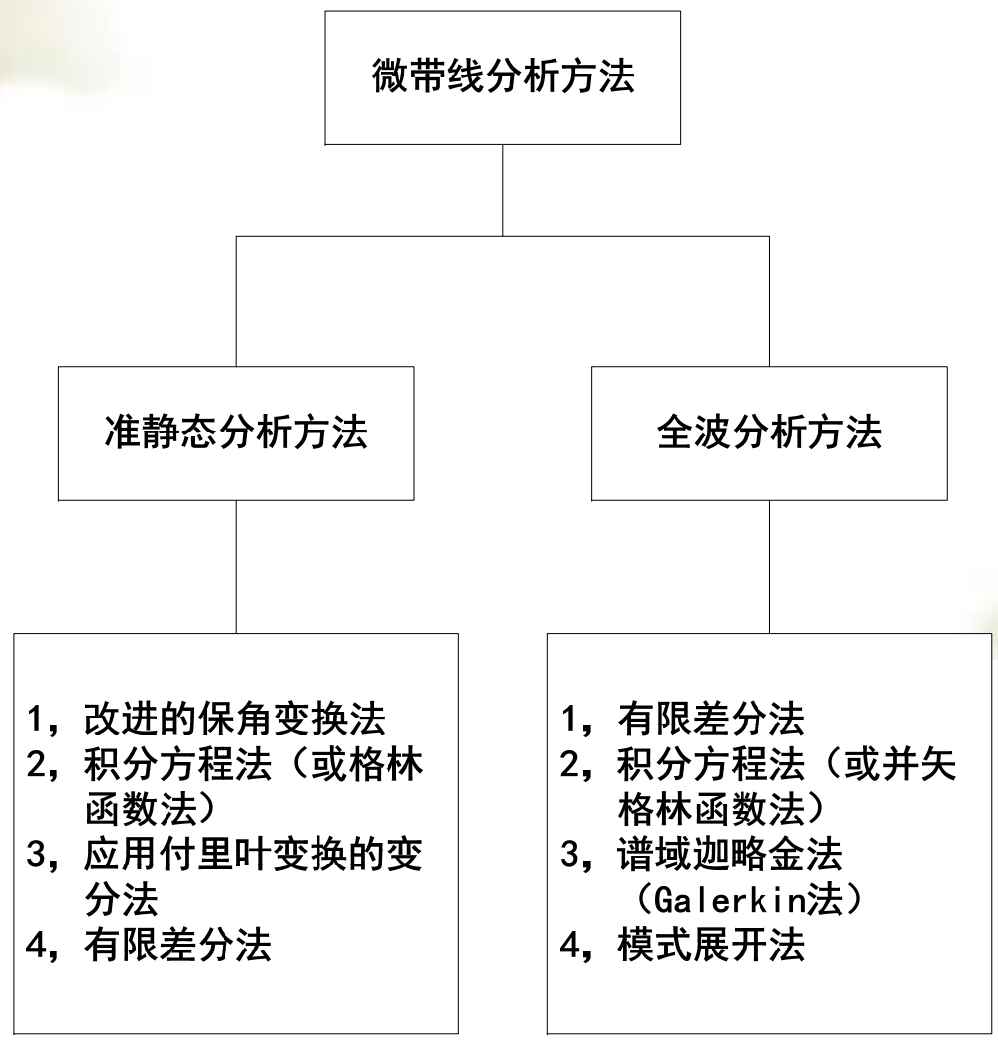 微带线分析方法
准静态分析方法
全波分析方法
1，改进的保角变换法
2，积分方程法（或格林
函数法）
3，应用付里叶变换的变
分法
4，有限差分法
1，有限差分法
2，积分方程法（或并矢
格林函数法）
3，谱域迦略金法
（Galerkin法）
4，模式展开法